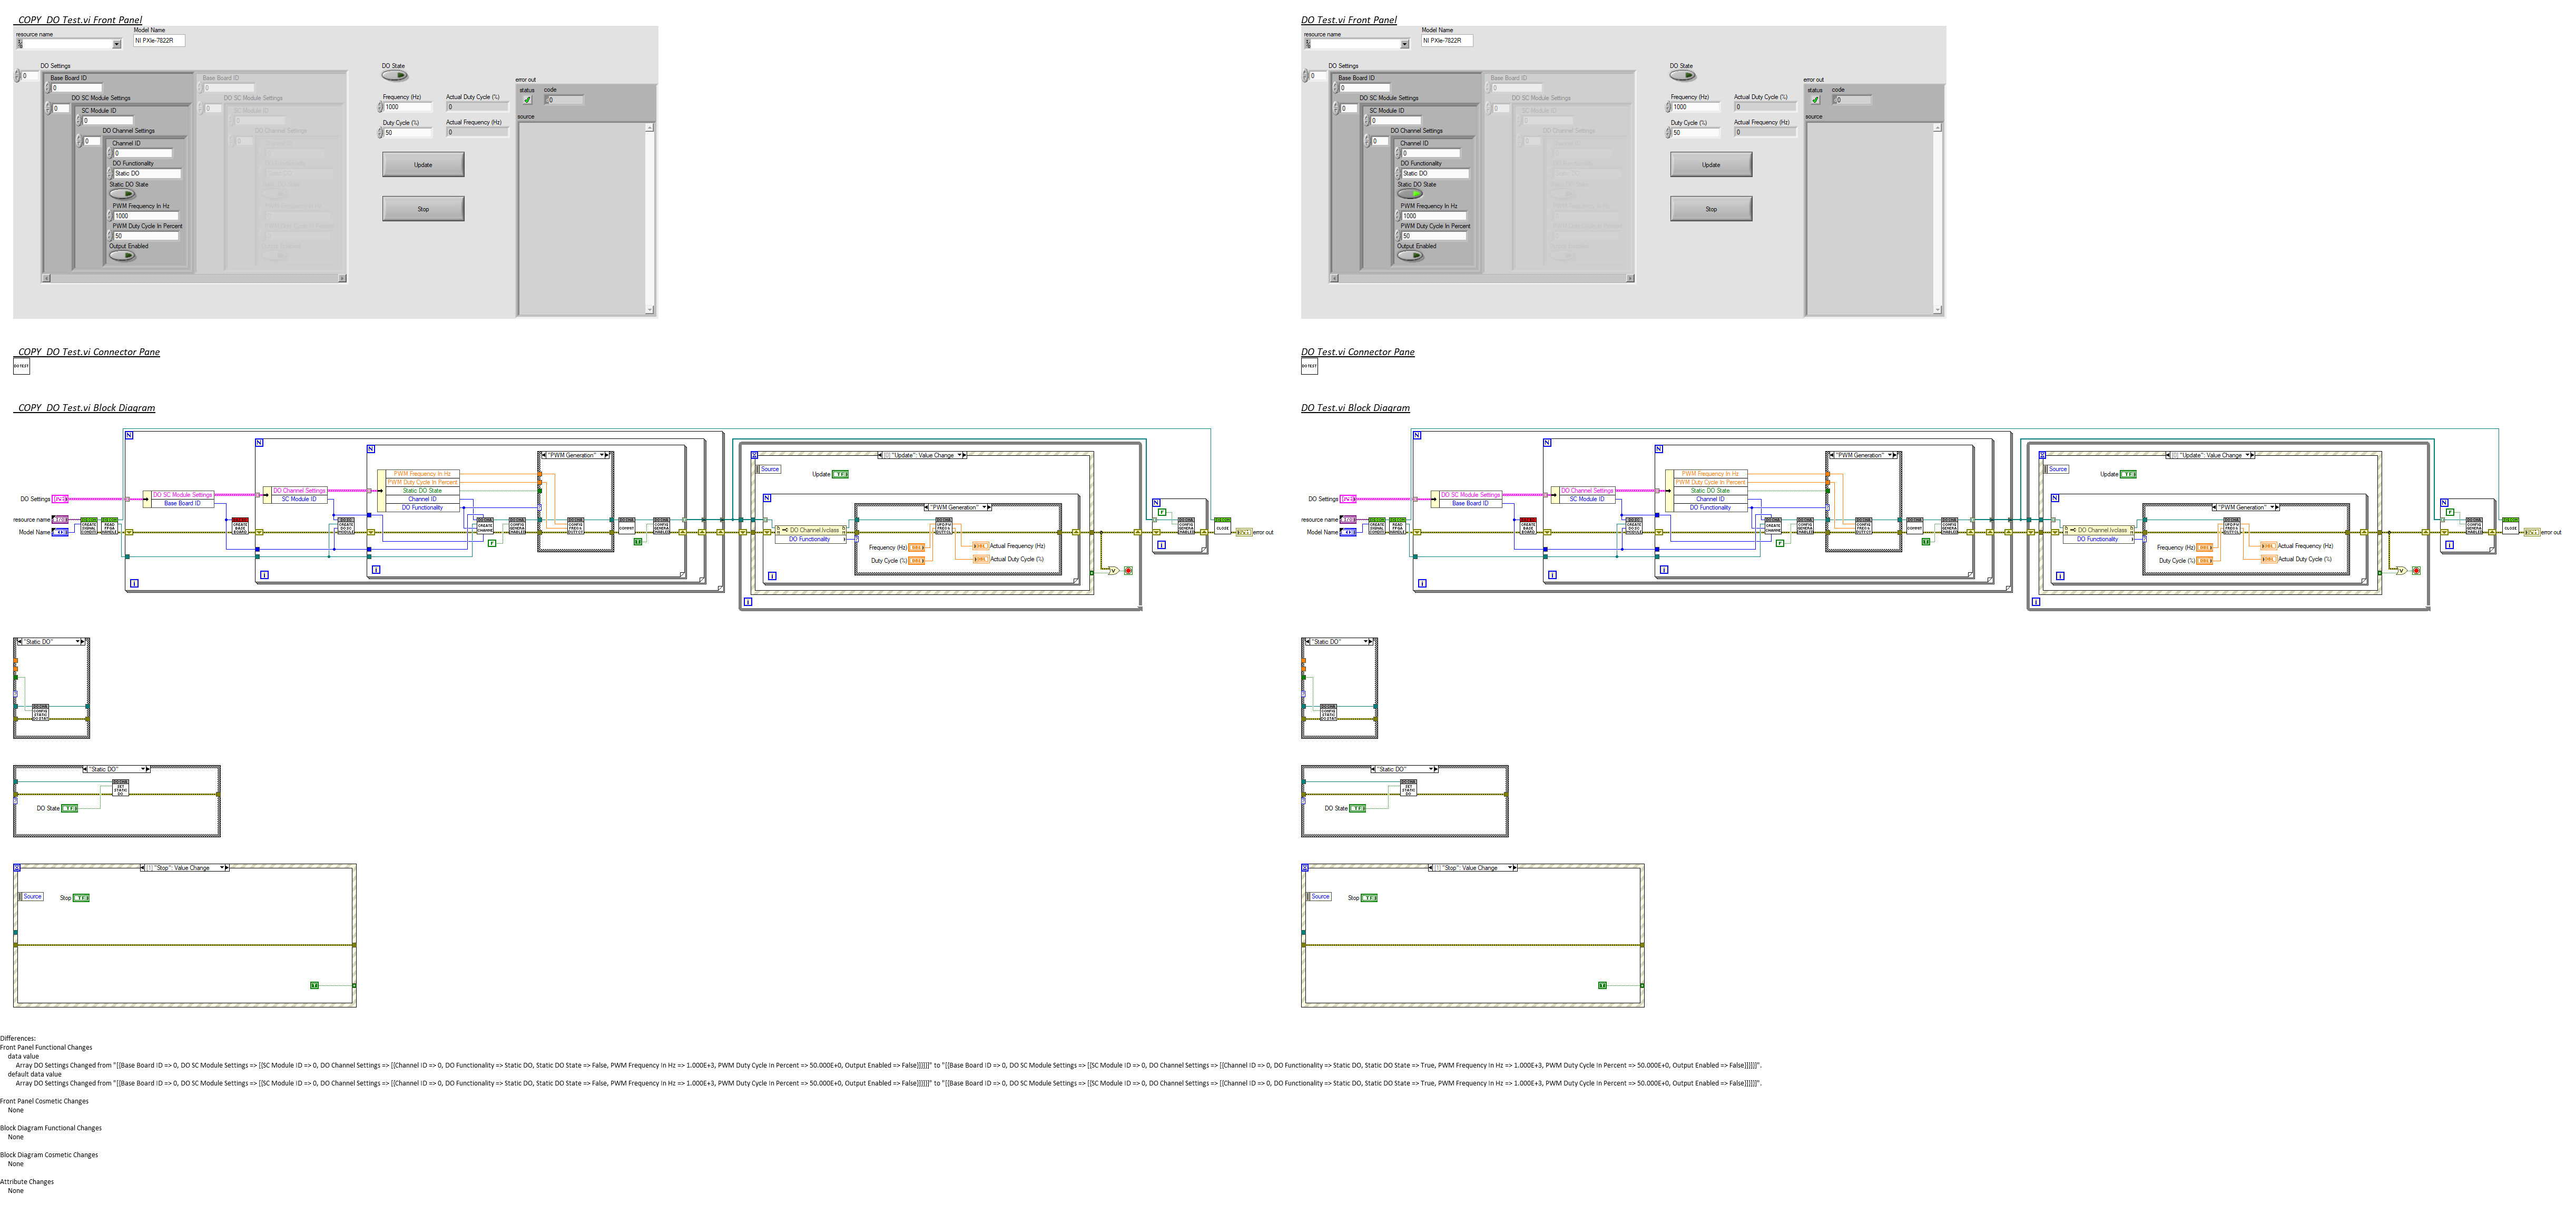 _COPY_DO Test.vi Front Panel
resource name
Model Name
NI PXIe-7822R
DO Settings
0
Base Board ID
0
DO SC Module Settings
0
SC Module ID
0
DO Channel Settings
0
Channel ID
0
DO Functionality
Static DO
Static DO State
PWM Frequency In Hz
1000
PWM Duty Cycle In Percent
50
Output Enabled
Base Board ID
0
DO SC Module Settings
0
SC Module ID
DO Channel Settings
DO State
Frequency (Hz)
1000
Actual Duty Cycle (%)
0
Duty Cycle (%)
50
Actual Frequency (Hz)
0
Update
Stop
error out
status
code
0
source
_COPY_DO Test.vi Connector Pane
DO TEST
_COPY_DO Test.vi Block Diagram
DO Settings
resource name
Model Name
N
DO SC Module Settings
Base Board ID
N
DO Channel Settings
SC Module ID
N
PWM Frequency In Hz
PWM Duty Cycle In Percent
Static DO State
Channel ID
DO Functionality
"PWM Generation"
[0] "Update": Value Change
Source
Update
N
DO Channel.lvclass
DO Functionality
"PWM Generation"
Frequency (Hz)
Duty Cycle (%)
Actual Frequency (Hz)
Actual Duty Cycle (%)
N
CLOSE
error out
"Static DO"
"Static DO"
DO State
[1] "Stop": Value Change
Source
Stop
DO Test.vi Front Panel
resource name
Model Name
NI PXIe-7822R
DO Settings
0
Base Board ID
0
DO SC Module Settings
0
SC Module ID
0
DO Channel Settings
0
Channel ID
0
DO Functionality
Static DO
Static DO State
PWM Frequency In Hz
1000
PWM Duty Cycle In Percent
50
Output Enabled
Base Board ID
0
DO SC Module Settings
0
SC Module ID
DO Channel Settings
DO State
Frequency (Hz)
1000
Actual Duty Cycle (%)
0
Duty Cycle (%)
50
Actual Frequency (Hz)
0
Update
Stop
error out
status
code
0
source
DO Test.vi Connector Pane
DO TEST
DO Test.vi Block Diagram
DO Settings
resource name
Model Name
N
DO SC Module Settings
Base Board ID
N
DO Channel Settings
SC Module ID
N
PWM Frequency In Hz
PWM Duty Cycle In Percent
Static DO State
Channel ID
DO Functionality
"PWM Generation"
[0] "Update": Value Change
Source
Update
N
DO Channel.lvclass
DO Functionality
"PWM Generation"
Frequency (Hz)
Duty Cycle (%)
Actual Frequency (Hz)
Actual Duty Cycle (%)
N
CLOSE
error out
"Static DO"
"Static DO"
DO State
[1] "Stop": Value Change
Source
Stop
Differences:
Front Panel Functional Changes
data value
Array DO Settings Changed from "[[Base Board ID => 0, DO SC Module Settings => [[SC Module ID => 0, DO Channel Settings => [[Channel ID => 0, DO Functionality => Static DO, Static DO State => False, PWM Frequency In Hz => 1.000E+3, PWM Duty Cycle In Percent => 50.000E+0, Output Enabled => False]]]]]]" to "[[Base Board ID => 0, DO SC Module Settings => [[SC Module ID => 0, DO Channel Settings => [[Channel ID => 0, DO Functionality => Static DO, Static DO State => True, PWM Frequency In Hz => 1.000E+3, PWM Duty Cycle In Percent => 50.000E+0, Output Enabled => False]]]]]]".
default data value
Array DO Settings Changed from "[[Base Board ID => 0, DO SC Module Settings => [[SC Module ID => 0, DO Channel Settings => [[Channel ID => 0, DO Functionality => Static DO, Static DO State => False, PWM Frequency In Hz => 1.000E+3, PWM Duty Cycle In Percent => 50.000E+0, Output Enabled => False]]]]]]" to "[[Base Board ID => 0, DO SC Module Settings => [[SC Module ID => 0, DO Channel Settings => [[Channel ID => 0, DO Functionality => Static DO, Static DO State => True, PWM Frequency In Hz => 1.000E+3, PWM Duty Cycle In Percent => 50.000E+0, Output Enabled => False]]]]]]".
Front Panel Cosmetic Changes
None
Block Diagram Functional Changes
None
Block Diagram Cosmetic Changes
None
Attribute Changes
None